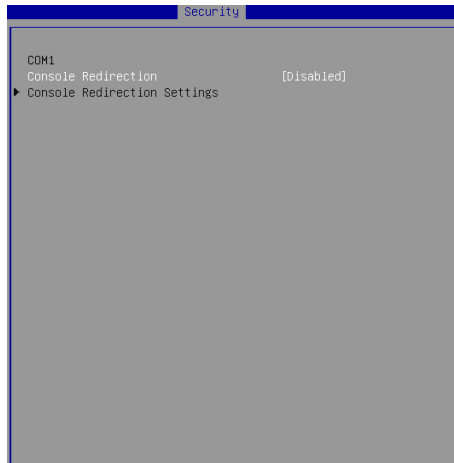 Security
COM1
Console Redirection [Disabled]
Console Redirection Settings